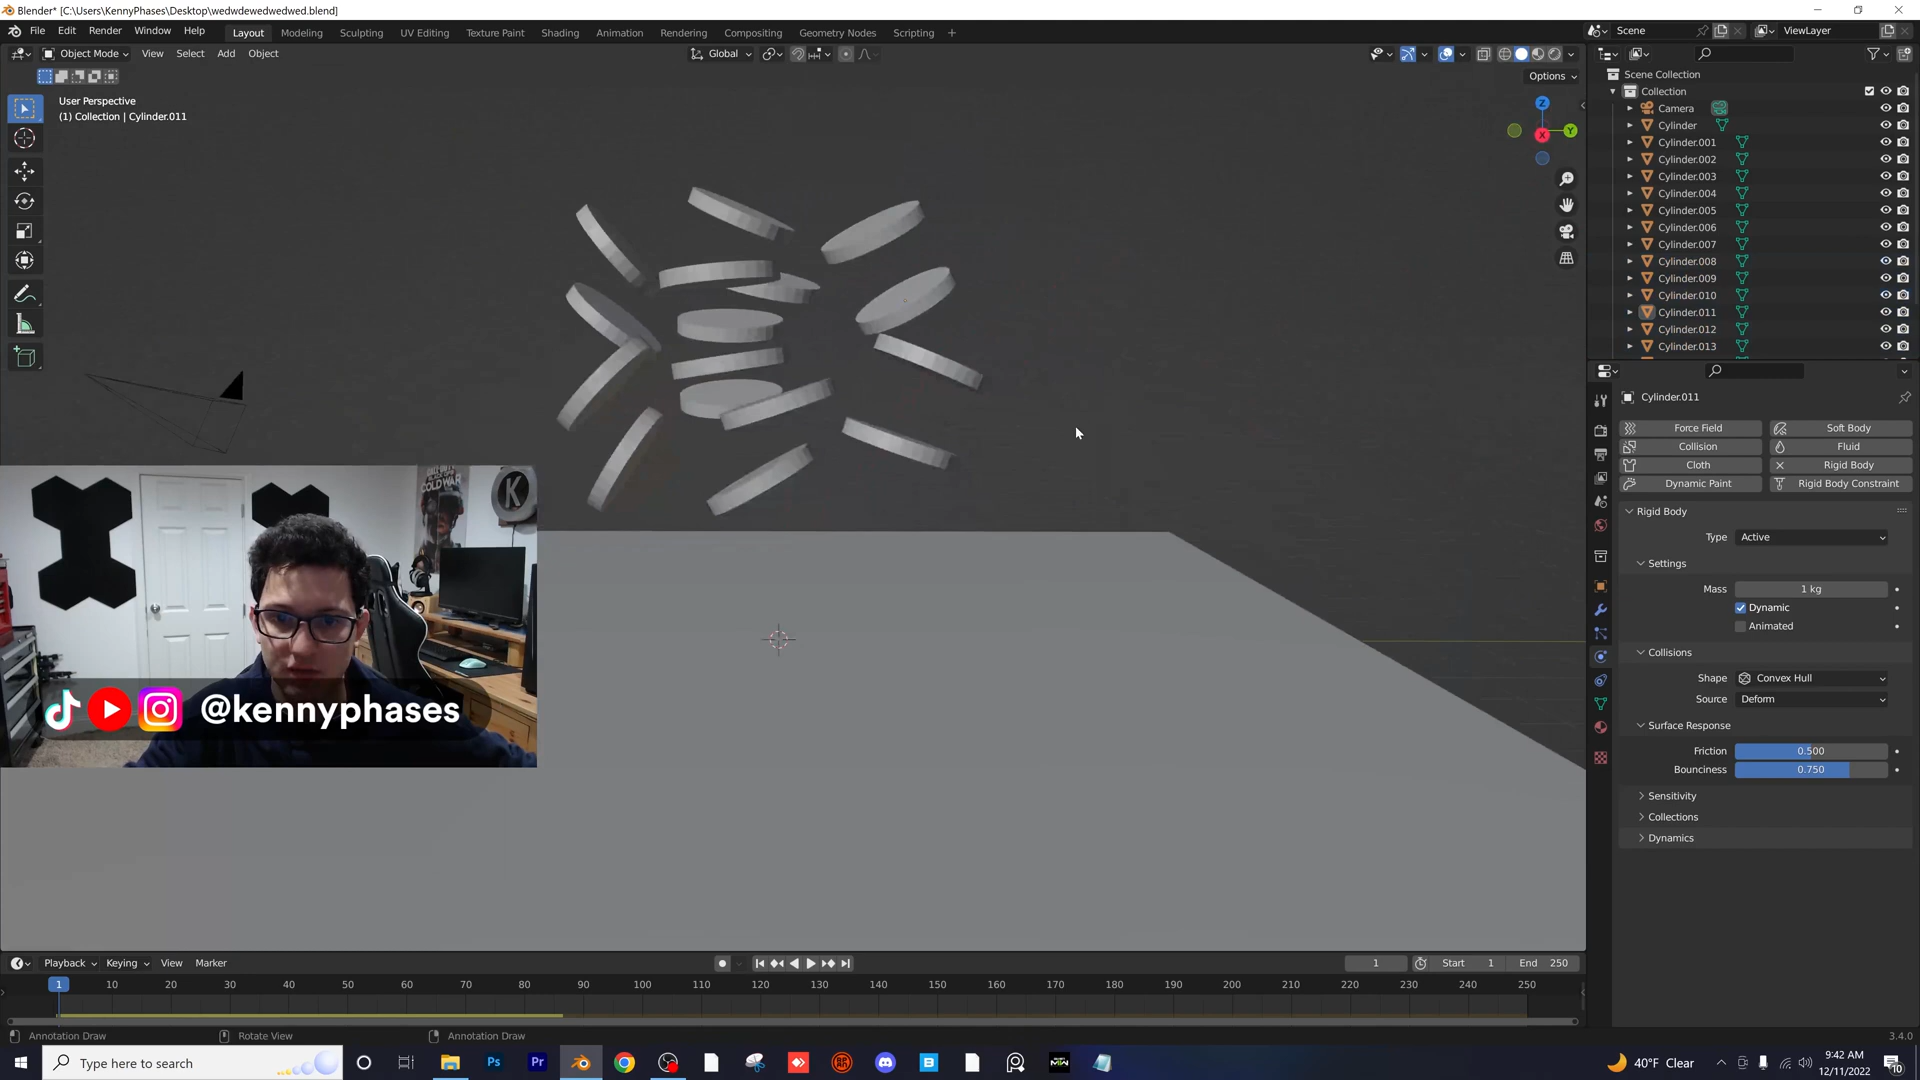 Blender* [C:\Users\KennyPhases\Desktop\wedwdewedwedwed.blend]
File Edit Render Window Help
Layout Modeling Sculpting UV Editing Texture Paint Shading Animation Rendering Compositing Geometry Nodes Scripting +
Scene
ViewLayer
Object Mode View Select Add Object
Global
Options
User Perspective
(1) Collection | Cylinder.011
Z
Y
X
Scene Collection
Collection
Camera
Cylinder
Cylinder.001
Cylinder.002
Cylinder.003
Cylinder.004
Cylinder.005
Cylinder.006
Cylinder.007
Cylinder.008
Cylinder.009
Cylinder.010
Cylinder.011
Cylinder.012
Cylinder.013
Cylinder.011
Force Field Soft Body
Collision Fluid
Cloth Rigid Body
Dynamic Paint Rigid Body Constraint
Rigid Body
Type Active
Settings
Mass 1 kg
Dynamic
Animated
Collisions
Shape Convex Hull
Source Deform
Surface Response
Friction 0.500
Bounciness 0.750
Sensitivity
Collections
Dynamics
COLD WAR
K
@kennyphases
Playback Keying View Marker
1 Start 1 End 250
1 10 20 30 40 50 60 70 80 90 100 110 120 130 140 150 160 170 180 190 200 210 220 230 240 250
Annotation Draw Rotate View Annotation Draw
3.4.0
Type here to search
Ps
Pr
B
MW
40°F Clear
9:42 AM
12/11/2022
10